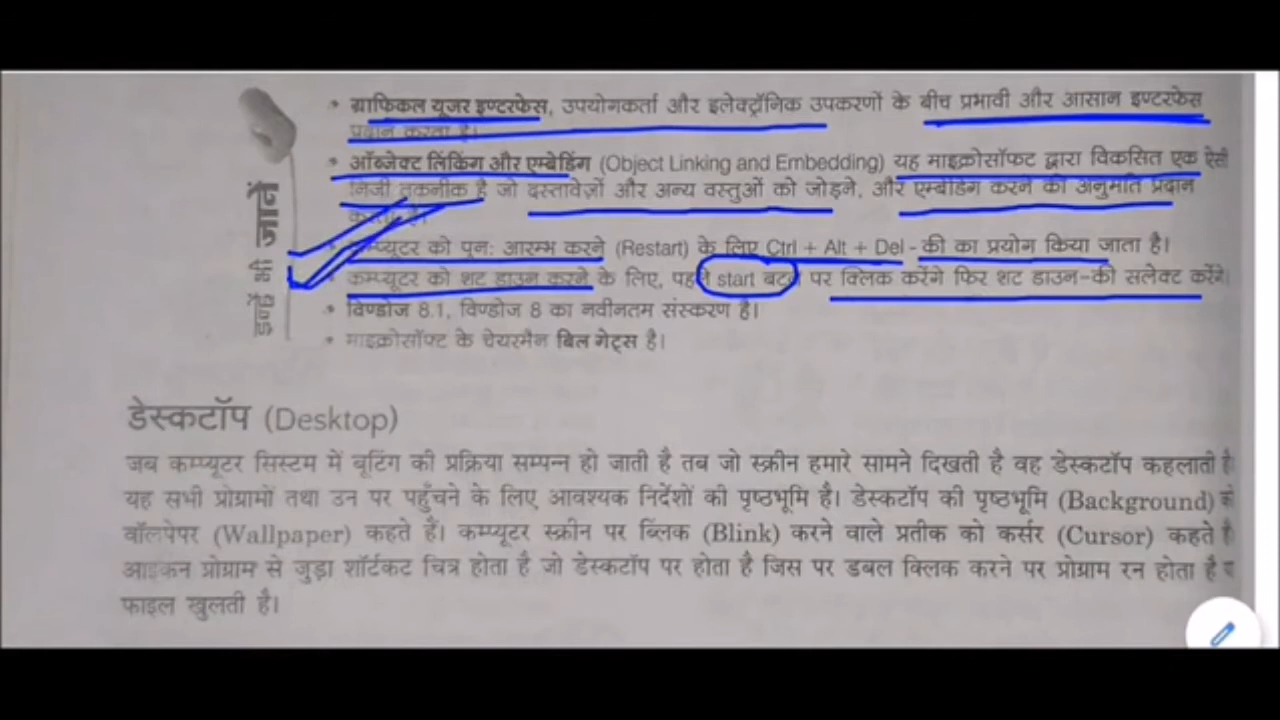 इन्हें भी जानें
• ग्राफिकल यूजर इण्टरफेस, उपयोगकर्ता और इलेक्ट्रॉनिक उपकरणों के बीच प्रभावी और आसान इण्टरफेस
प्रदान करता है।
• ऑब्जेक्ट लिंकिंग और एम्बेडिंग (Object Linking and Embedding) यह माइक्रोसॉफट द्वारा विकसित एक ऐसी
निजी तकनीक है जो दस्तावेज़ों और अन्य वस्तुओं को जोड़ने, और एम्बेडिंग करने की अनुमति प्रदान
करता है।
कम्प्यूटर को पुन: आरम्भ करने (Restart) के लिए Ctrl + Alt + Del - की का प्रयोग किया जाता है।
कम्प्यूटर को शट डाउन करने के लिए, पहले start बटन पर क्लिक करेंगे फिर शट डाउन-की सलेक्ट करेंगे।
• विण्डोज 8.1, विण्डोज 8 का नवीनतम संस्करण है।
• माइक्रोसॉफ्ट के चेयरमैन बिल गेट्स है।
डेस्कटॉप (Desktop)
जब कम्प्यूटर सिस्टम में बूटिंग की प्रक्रिया सम्पन्न हो जाती है तब जो स्क्रीन हमारे सामने दिखती है वह डेस्कटॉप कहलाती है
यह सभी प्रोग्रामों तथा उन पर पहुँचने के लिए आवश्यक निर्देशों की पृष्ठभूमि है। डेस्कटॉप की पृष्ठभूमि (Background) को
वॉलपेपर (Wallpaper) कहते हैं। कम्प्यूटर स्क्रीन पर ब्लिंक (Blink) करने वाले प्रतीक को कर्सर (Cursor) कहते है
आइकन प्रोग्राम से जुड़ा शॉर्टकट चित्र होता है जो डेस्कटॉप पर होता है जिस पर डबल क्लिक करने पर प्रोग्राम रन होता है व
फाइल खुलती है।